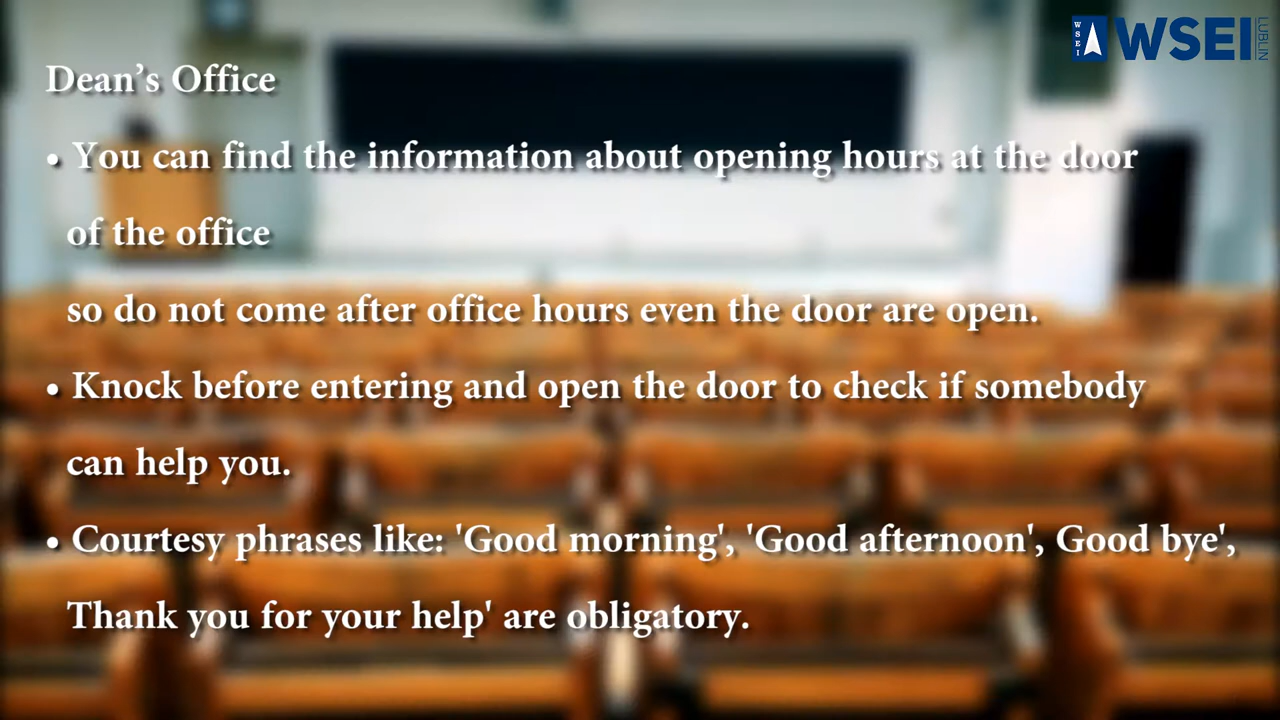 WSEI
WSEI
LUBLIN
Dean’s Office
• You can find the information about opening hours at the door
of the office
so do not come after office hours even the door are open.
• Knock before entering and open the door to check if somebody
can help you.
• Courtesy phrases like: 'Good morning', 'Good afternoon', Good bye',
Thank you for your help' are obligatory.